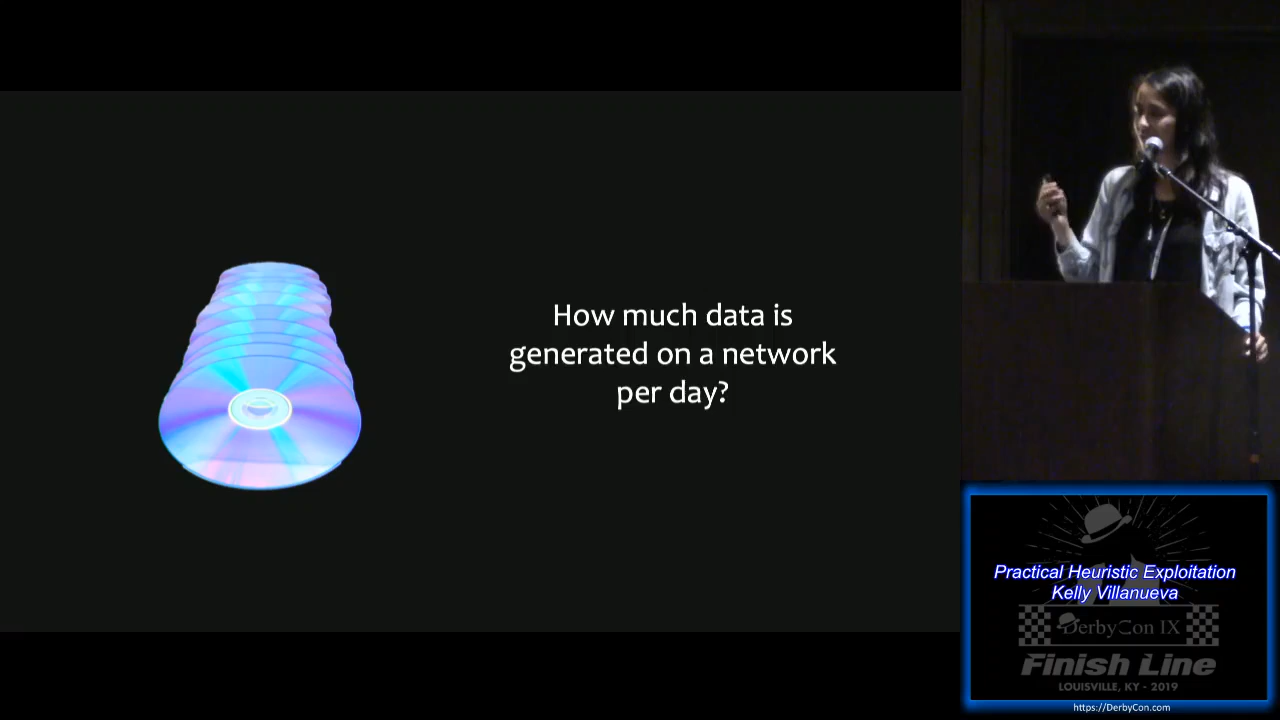 How much data is
generated on a network
per day?
Practical Heuristic Exploitation
Kelly Villanueva
DerbyCon IX
Finish Line
LOUISVILLE, KY - 2019
https://DerbyCon.com